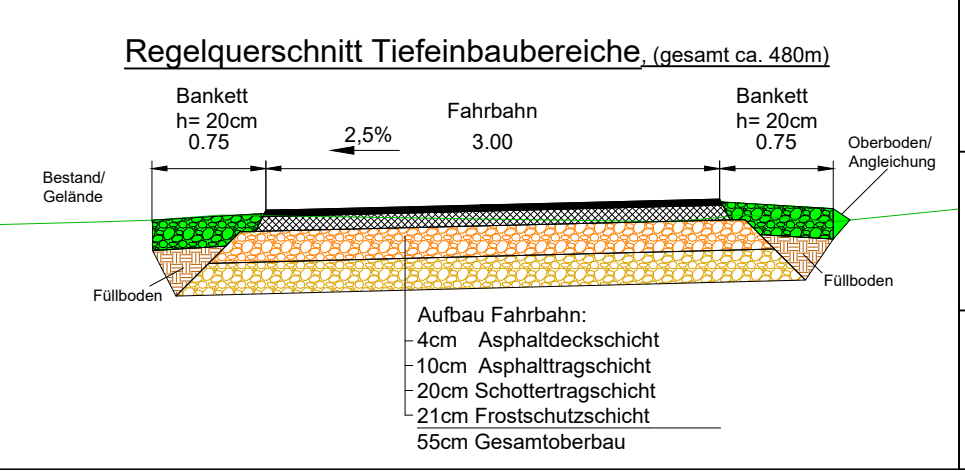 Regelquerschnitt Tiefeinbaubereiche, (gesamt ca. 480m)
Bankett
h= 20cm
0.75
2,5%
Fahrbahn
3.00
Bankett
h= 20cm
0.75
Oberboden/
Angleichung
Bestand/
Gelände
Füllboden
Füllboden
Aufbau Fahrbahn:
4cm Asphaltdeckschicht
10cm Asphalttragschicht
20cm Schottertragschicht
21cm Frostschutzschicht
55cm Gesamtoberbau